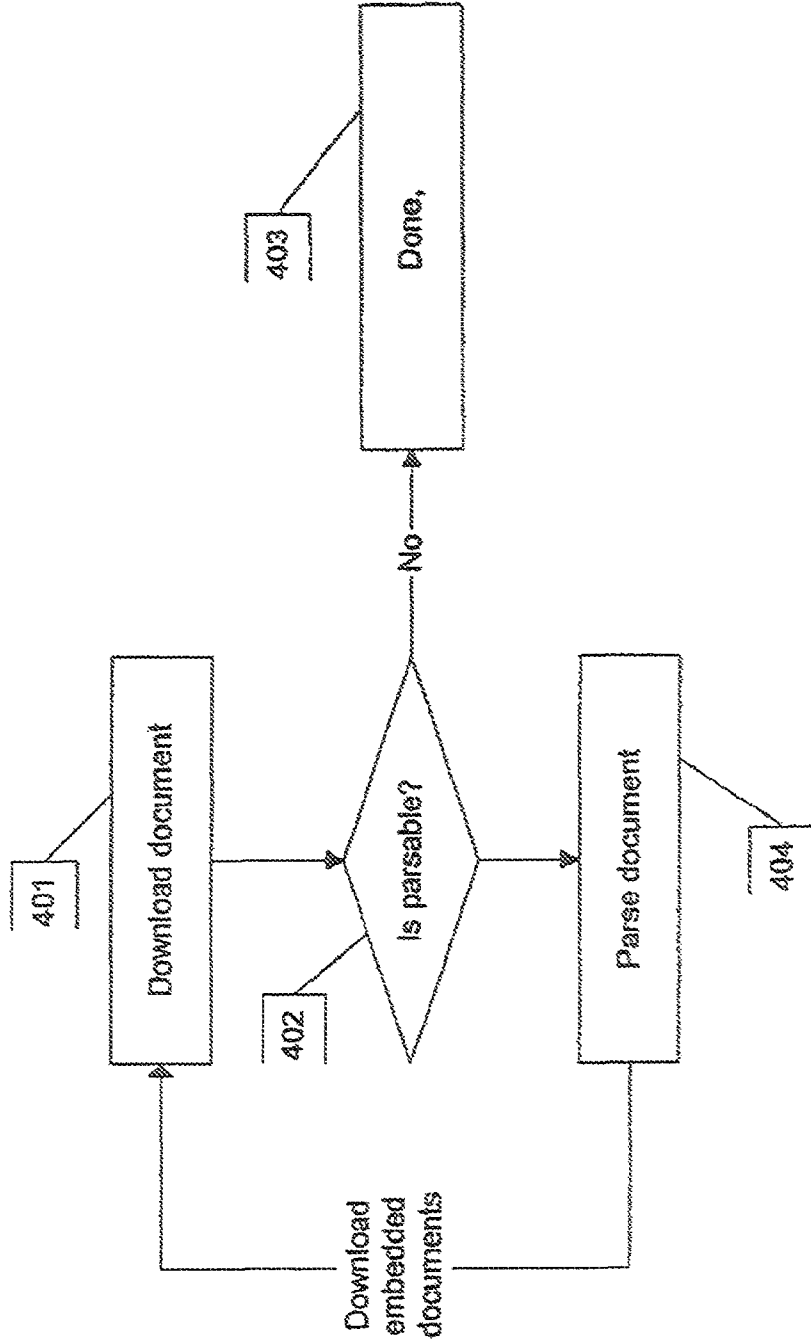 401
Download document
402
Is parsable?
No
403
Done,
Parse document
404
Download
embedded
documents